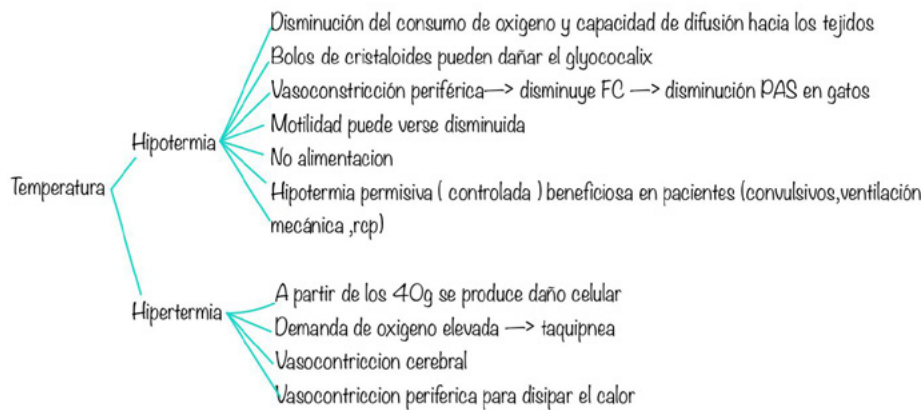 Disminución del consumo de oxigeno y capacidad de difusión hacia los tejidos
Bolos de cristaloides pueden dañar el glyococalix
Vasoconstricción periférica—> disminuye FC —> disminución PAS en gatos
Hipotermia
Motilidad puede verse disminuida
No alimentacion
Temperatura
Hipotermia permisiva ( controlada ) beneficiosa en pacientes (convulsivos,ventilación
mecánica ,rcp)
A partir de los 40g se produce daño celular
Hipertermia
Demanda de oxigeno elevada —> taquipnea
Vasocontriccion cerebral
Vasocontriccion periferica para disipar el calor